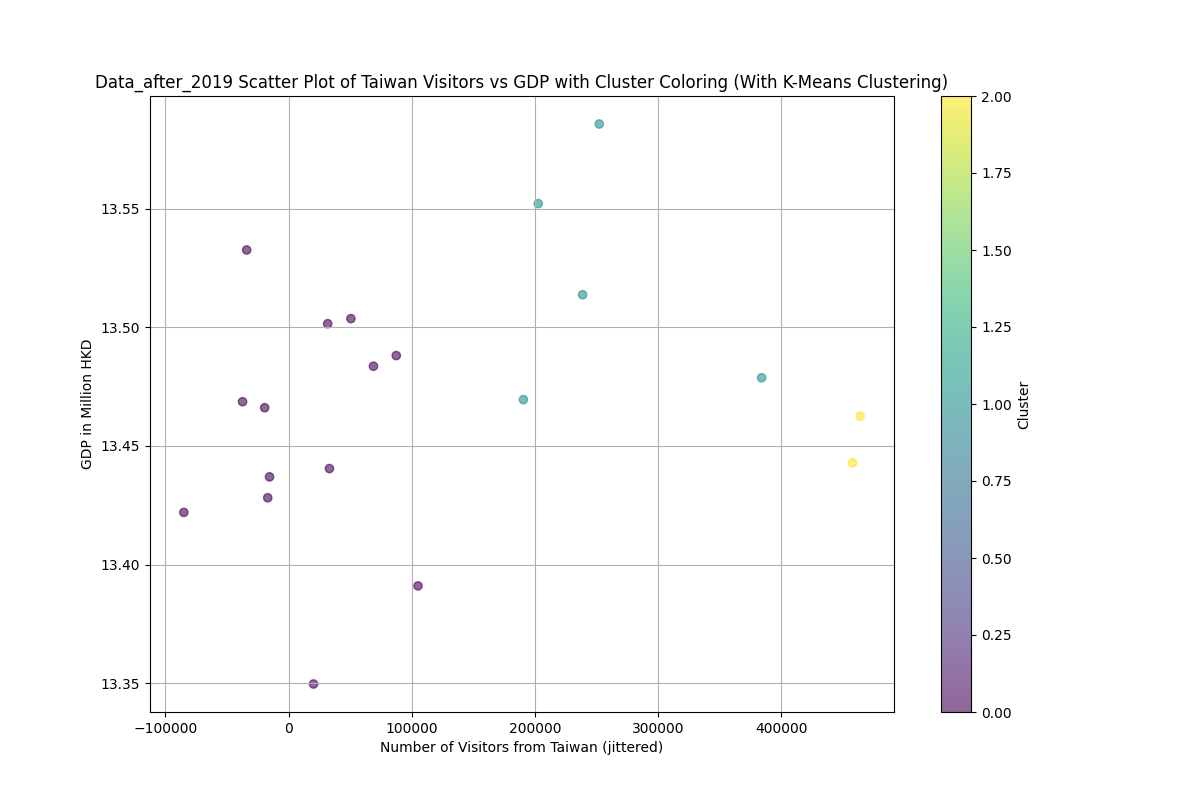 Data_after_2019 Scatter Plot of Taiwan Visitors vs GDP with Cluster Coloring (With K-Means Clustering)
GDP in Million HKD
13.55
13.50
13.45
13.40
13.35
−100000 0 100000 200000 300000 400000
Number of Visitors from Taiwan (jittered)
2.00
1.75
1.50
1.25
1.00
0.75
0.50
0.25
0.00
Cluster